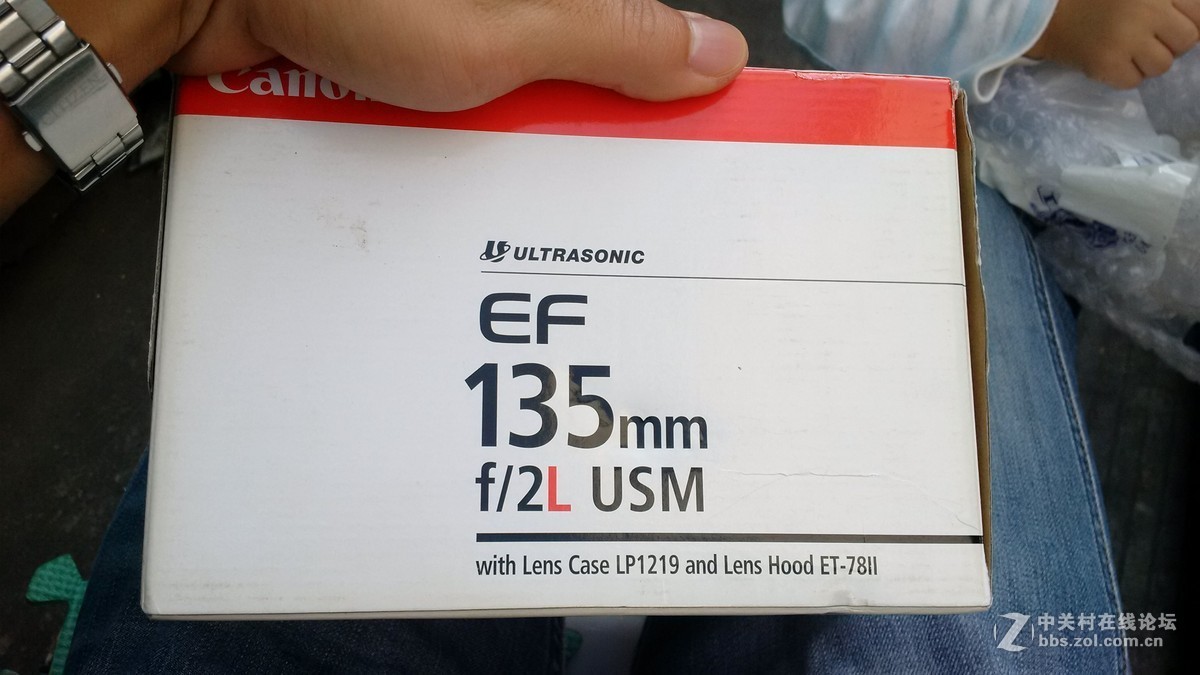 Canon
ULTRASONIC
EF
135mm
f/2L USM
with Lens Case LP1219 and Lens Hood ET-78II
中关村在线论坛
bbs.zol.com.cn